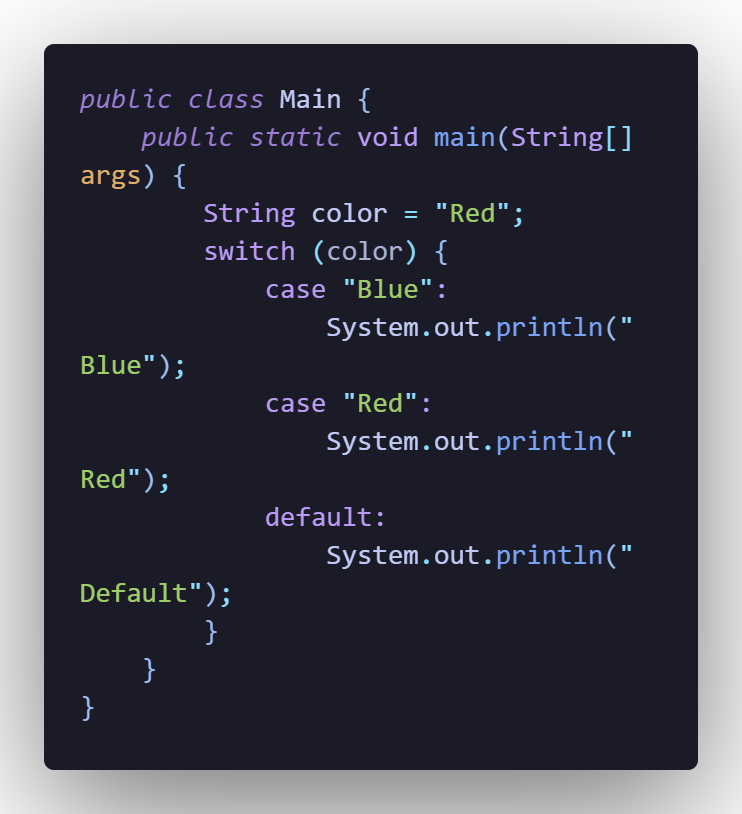 public class Main {
    public static void main(String[]
args) {
        String color = "Red";
        switch (color) {
            case "Blue":
                System.out.println("
Blue");
            case "Red":
                System.out.println("
Red");
            default:
                System.out.println("
Default");
        }
    }
}